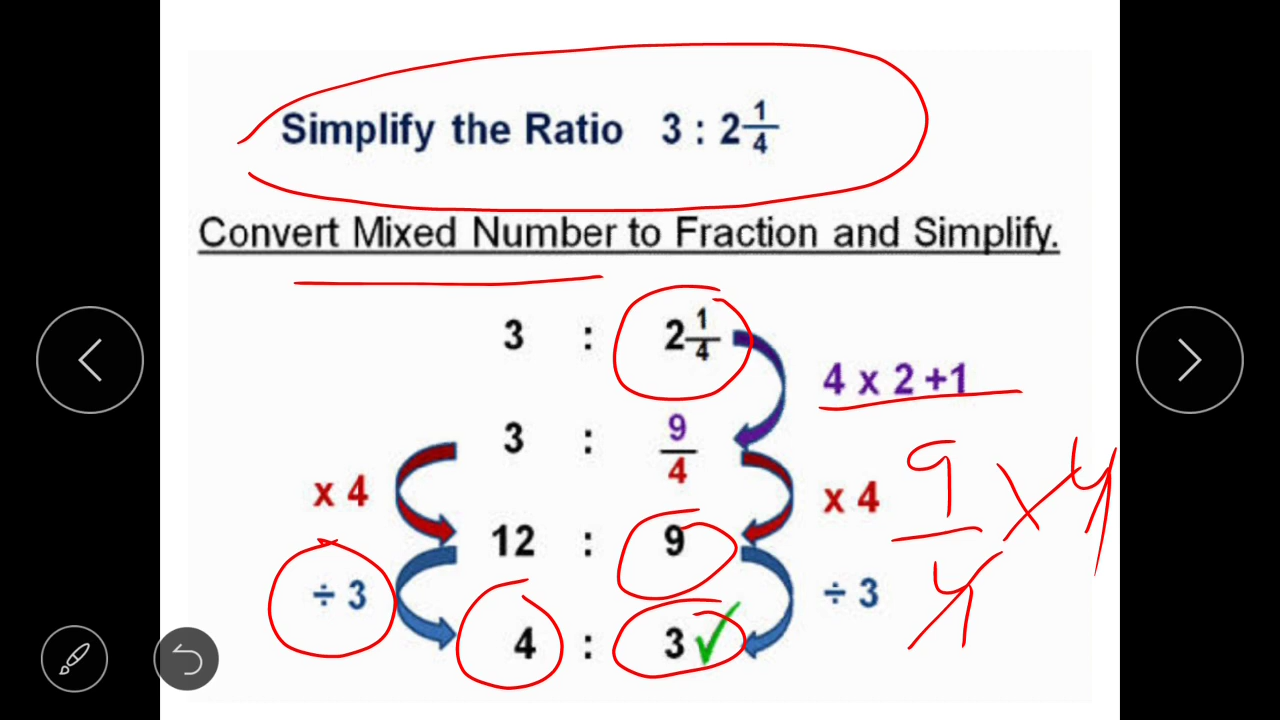 Simplify the Ratio 3 : 2 1/4
Convert Mixed Number to Fraction and Simplify.
3 : 2 1/4
4 x 2 +1
3 : 9/4
x 4 x 4 9/4 x 4
12 : 9
÷ 3 ÷ 3
4 : 3 ✓